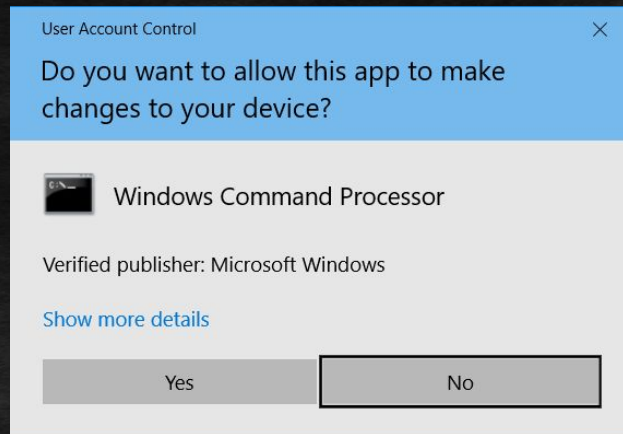 User Account Control
Do you want to allow this app to make
changes to your device?
C:\
Windows Command Processor
Verified publisher: Microsoft Windows
Show more details
Yes
No